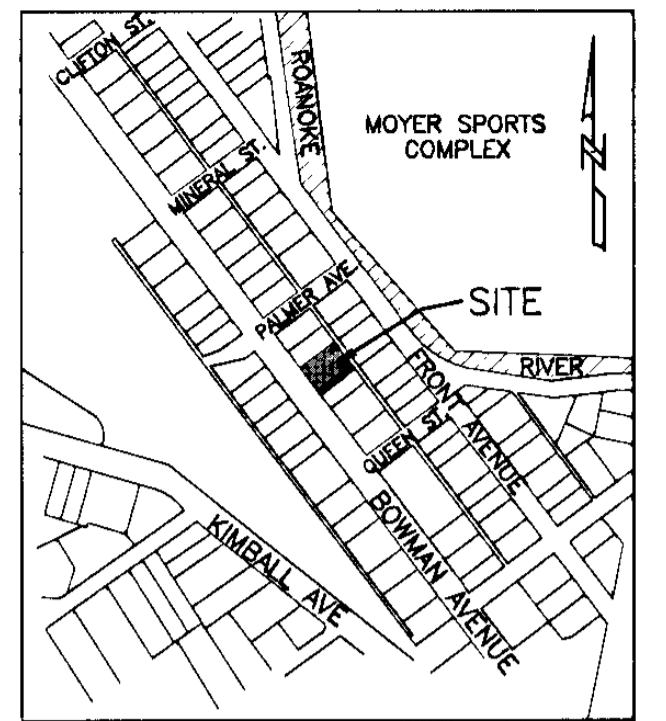 CLIFTON ST.
ROANOKE
MOYER SPORTS
COMPLEX
N
MINERAL ST.
PALMER AVE.
SITE
RIVER
FRONT AVENUE
QUEEN ST.
BOWMAN AVENUE
KIMBALL AVE